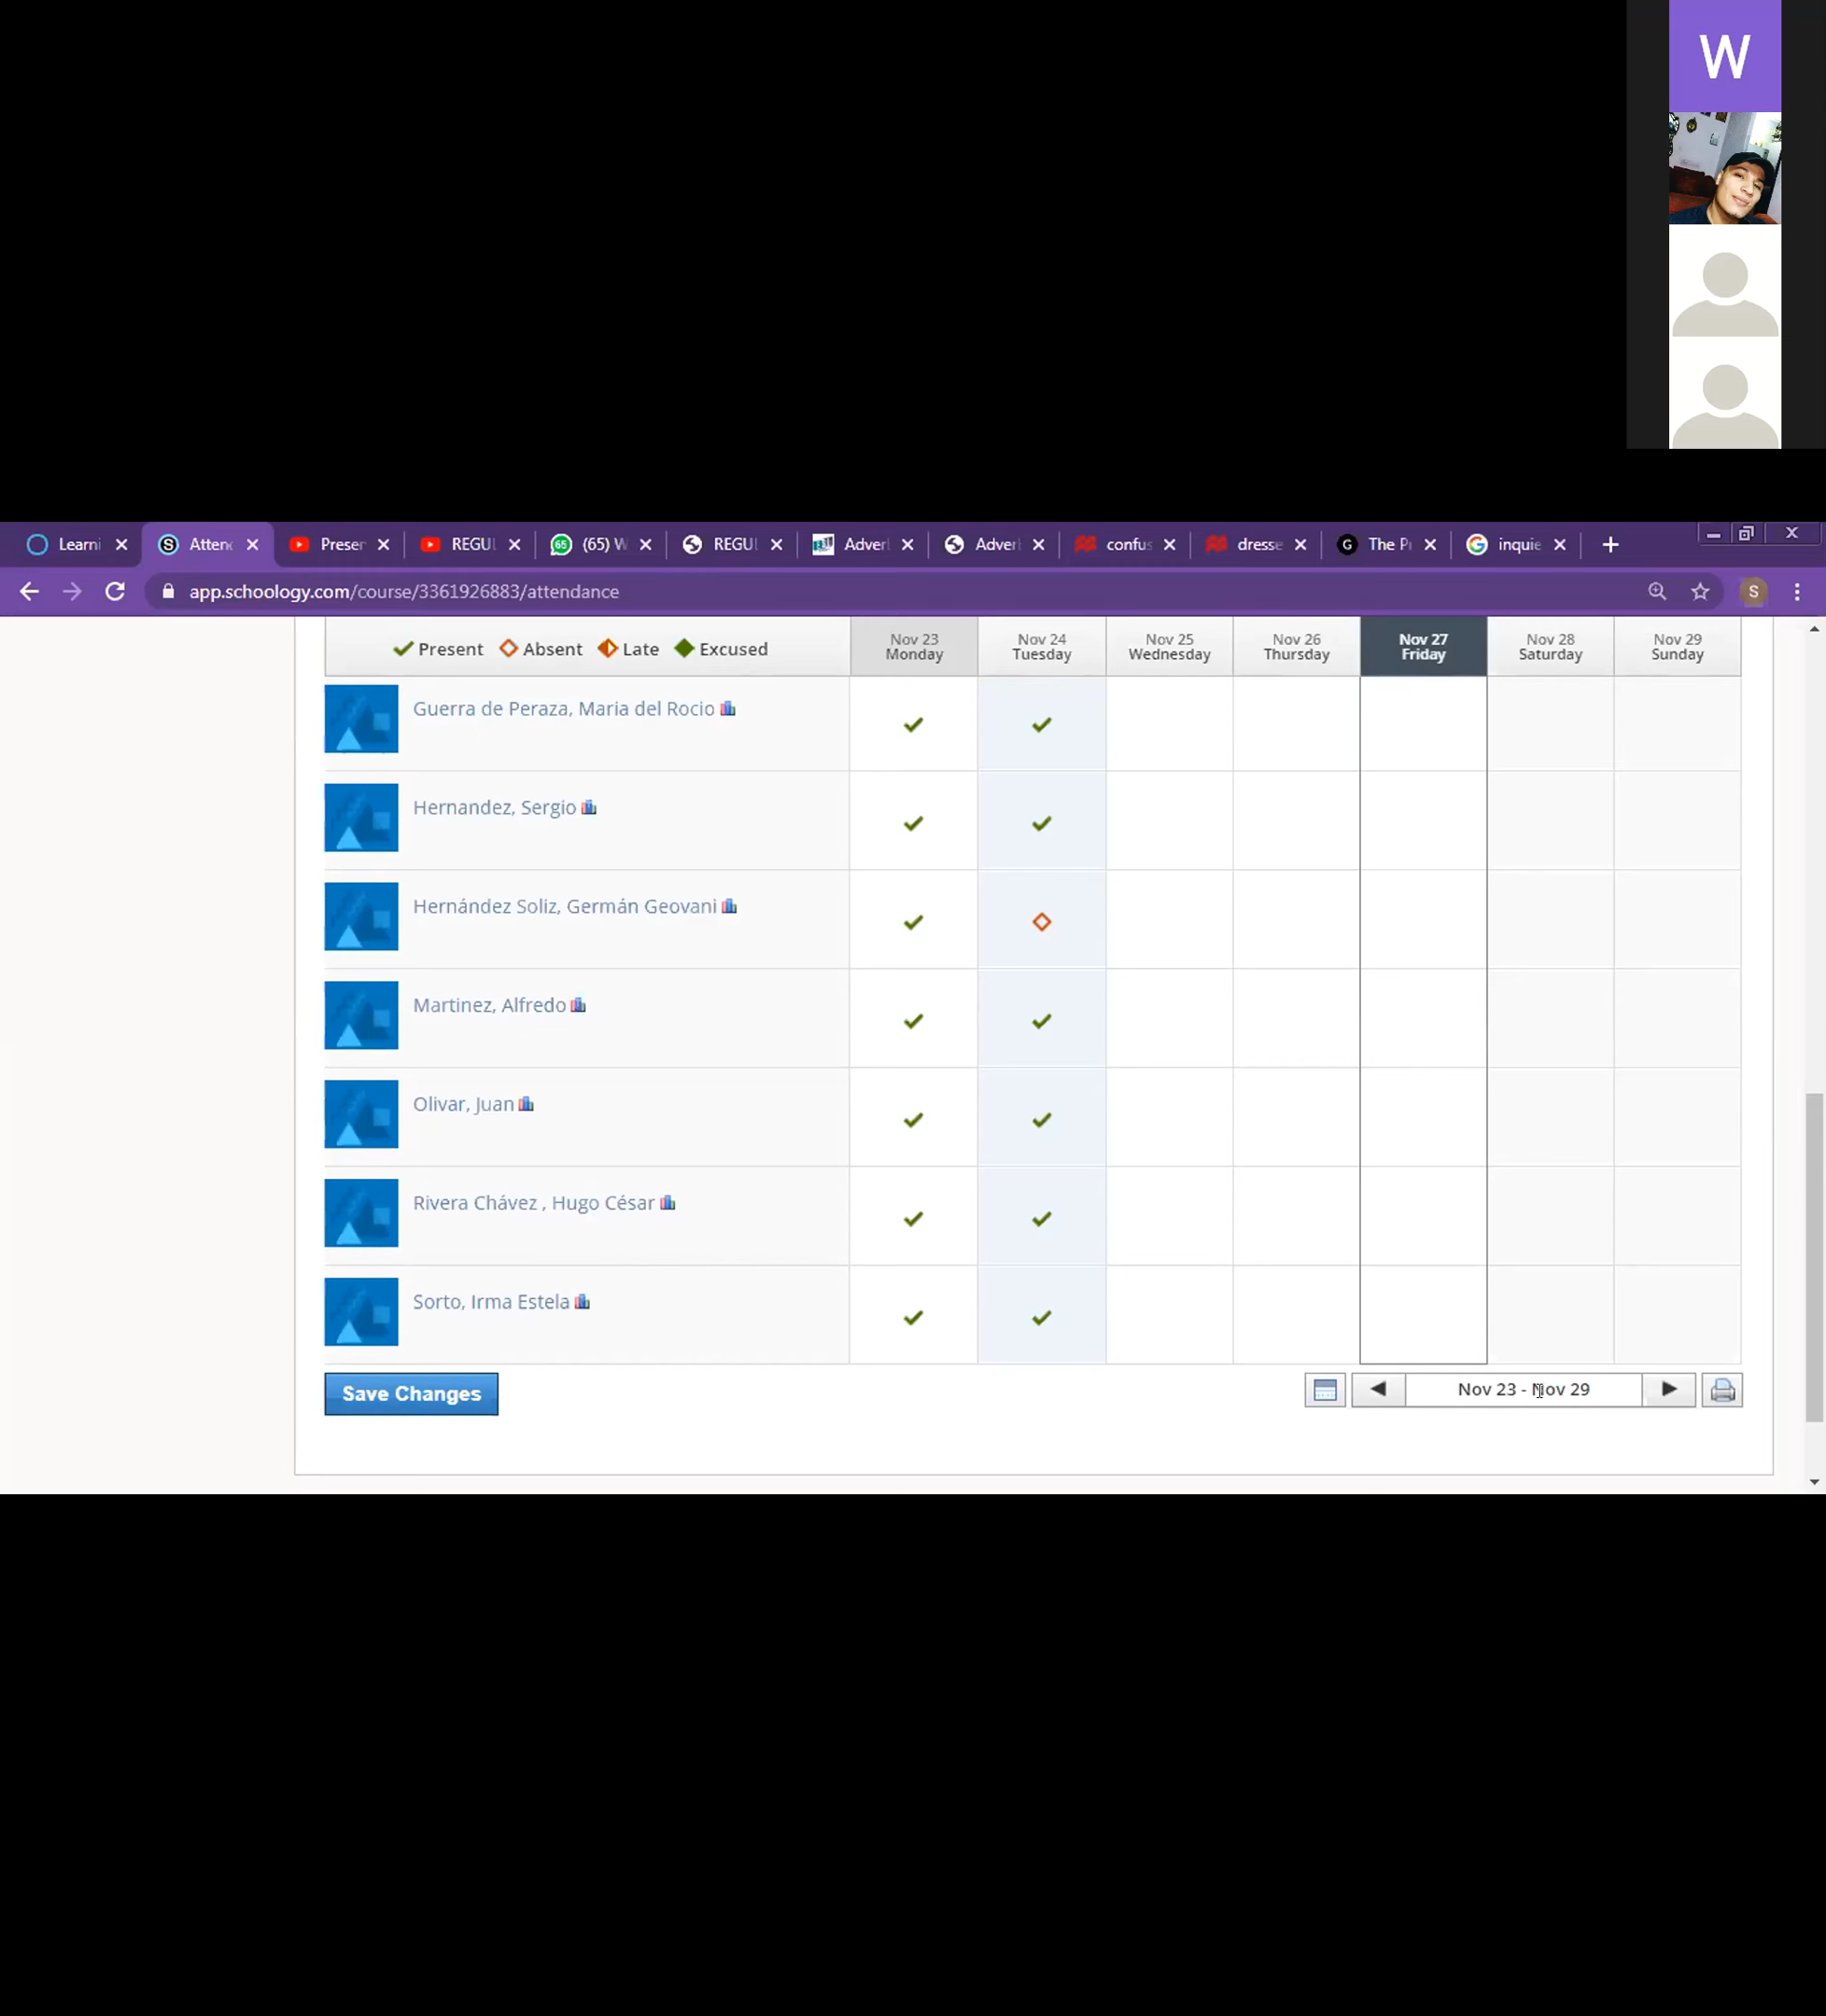 W
Learni
Atten
Preser
REGUL
(65) W
REGUL
Adver
Adver
confus
dresse
The P
inquie
app.schoology.com/course/3361926883/attendance
S
Present Absent Late Excused
Nov 23 Monday
Nov 24 Tuesday
Nov 25 Wednesday
Nov 26 Thursday
Nov 27 Friday
Nov 28 Saturday
Nov 29 Sunday
Guerra de Peraza, Maria del Rocio
Hernandez, Sergio
Hernández Soliz, Germán Geovani
Martinez, Alfredo
Olivar, Juan
Rivera Chávez , Hugo César
Sorto, Irma Estela
Save Changes
Nov 23 - Nov 29